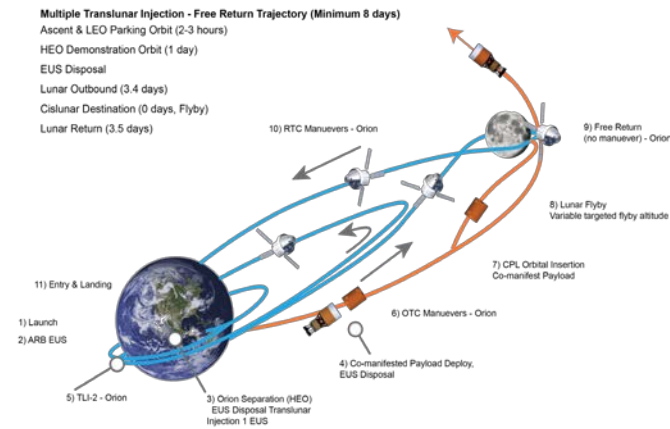 Multiple Translunar Injection - Free Return Trajectory (Minimum 8 days)
Ascent & LEO Parking Orbit (2-3 hours)
HEO Demonstration Orbit (1 day)
EUS Disposal
Lunar Outbound (3.4 days)
Cislunar Destination (0 days, Flyby)
Lunar Return (3.5 days)
10) RTC Manuevers - Orion
9) Free Return
(no manuever) - Orion
8) Lunar Flyby
Variable targeted flyby altitude
7) CPL Orbital Insertion
Co-manifest Payload
11) Entry & Landing
6) OTC Manuevers - Orion
1) Launch
2) ARB EUS
4) Co-manifested Payload Deploy,
EUS Disposal
5) TLI-2 - Orion
3) Orion Separation (HEO)
EUS Disposal Translunar
Injection 1 EUS